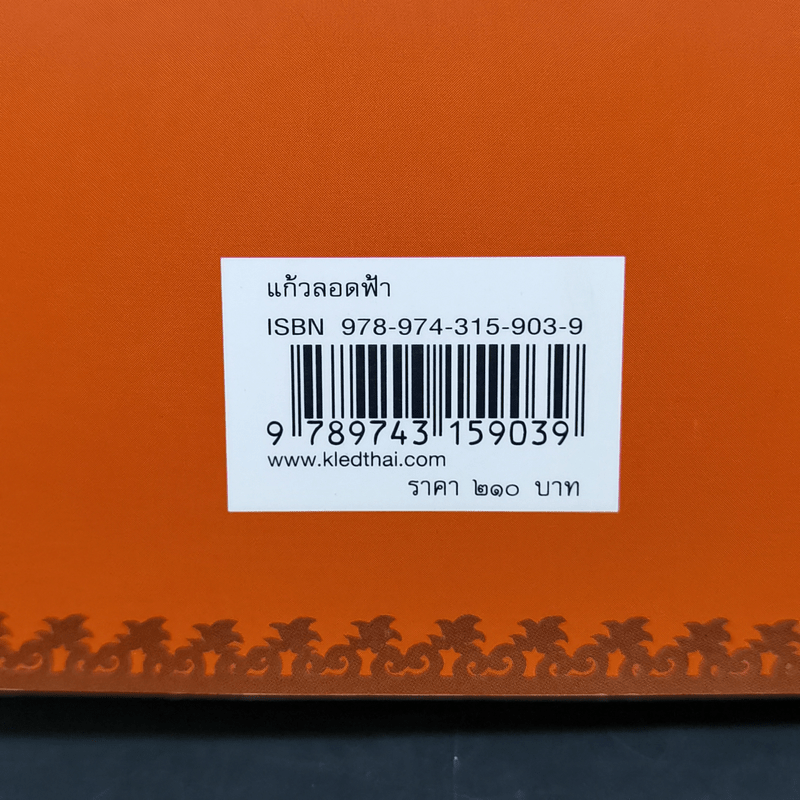 แก้วลอดฟ้า
ISBN 978-974-315-903-9
9 789743 159039
www.kledthai.com
ราคา ๒๑๐ บาท